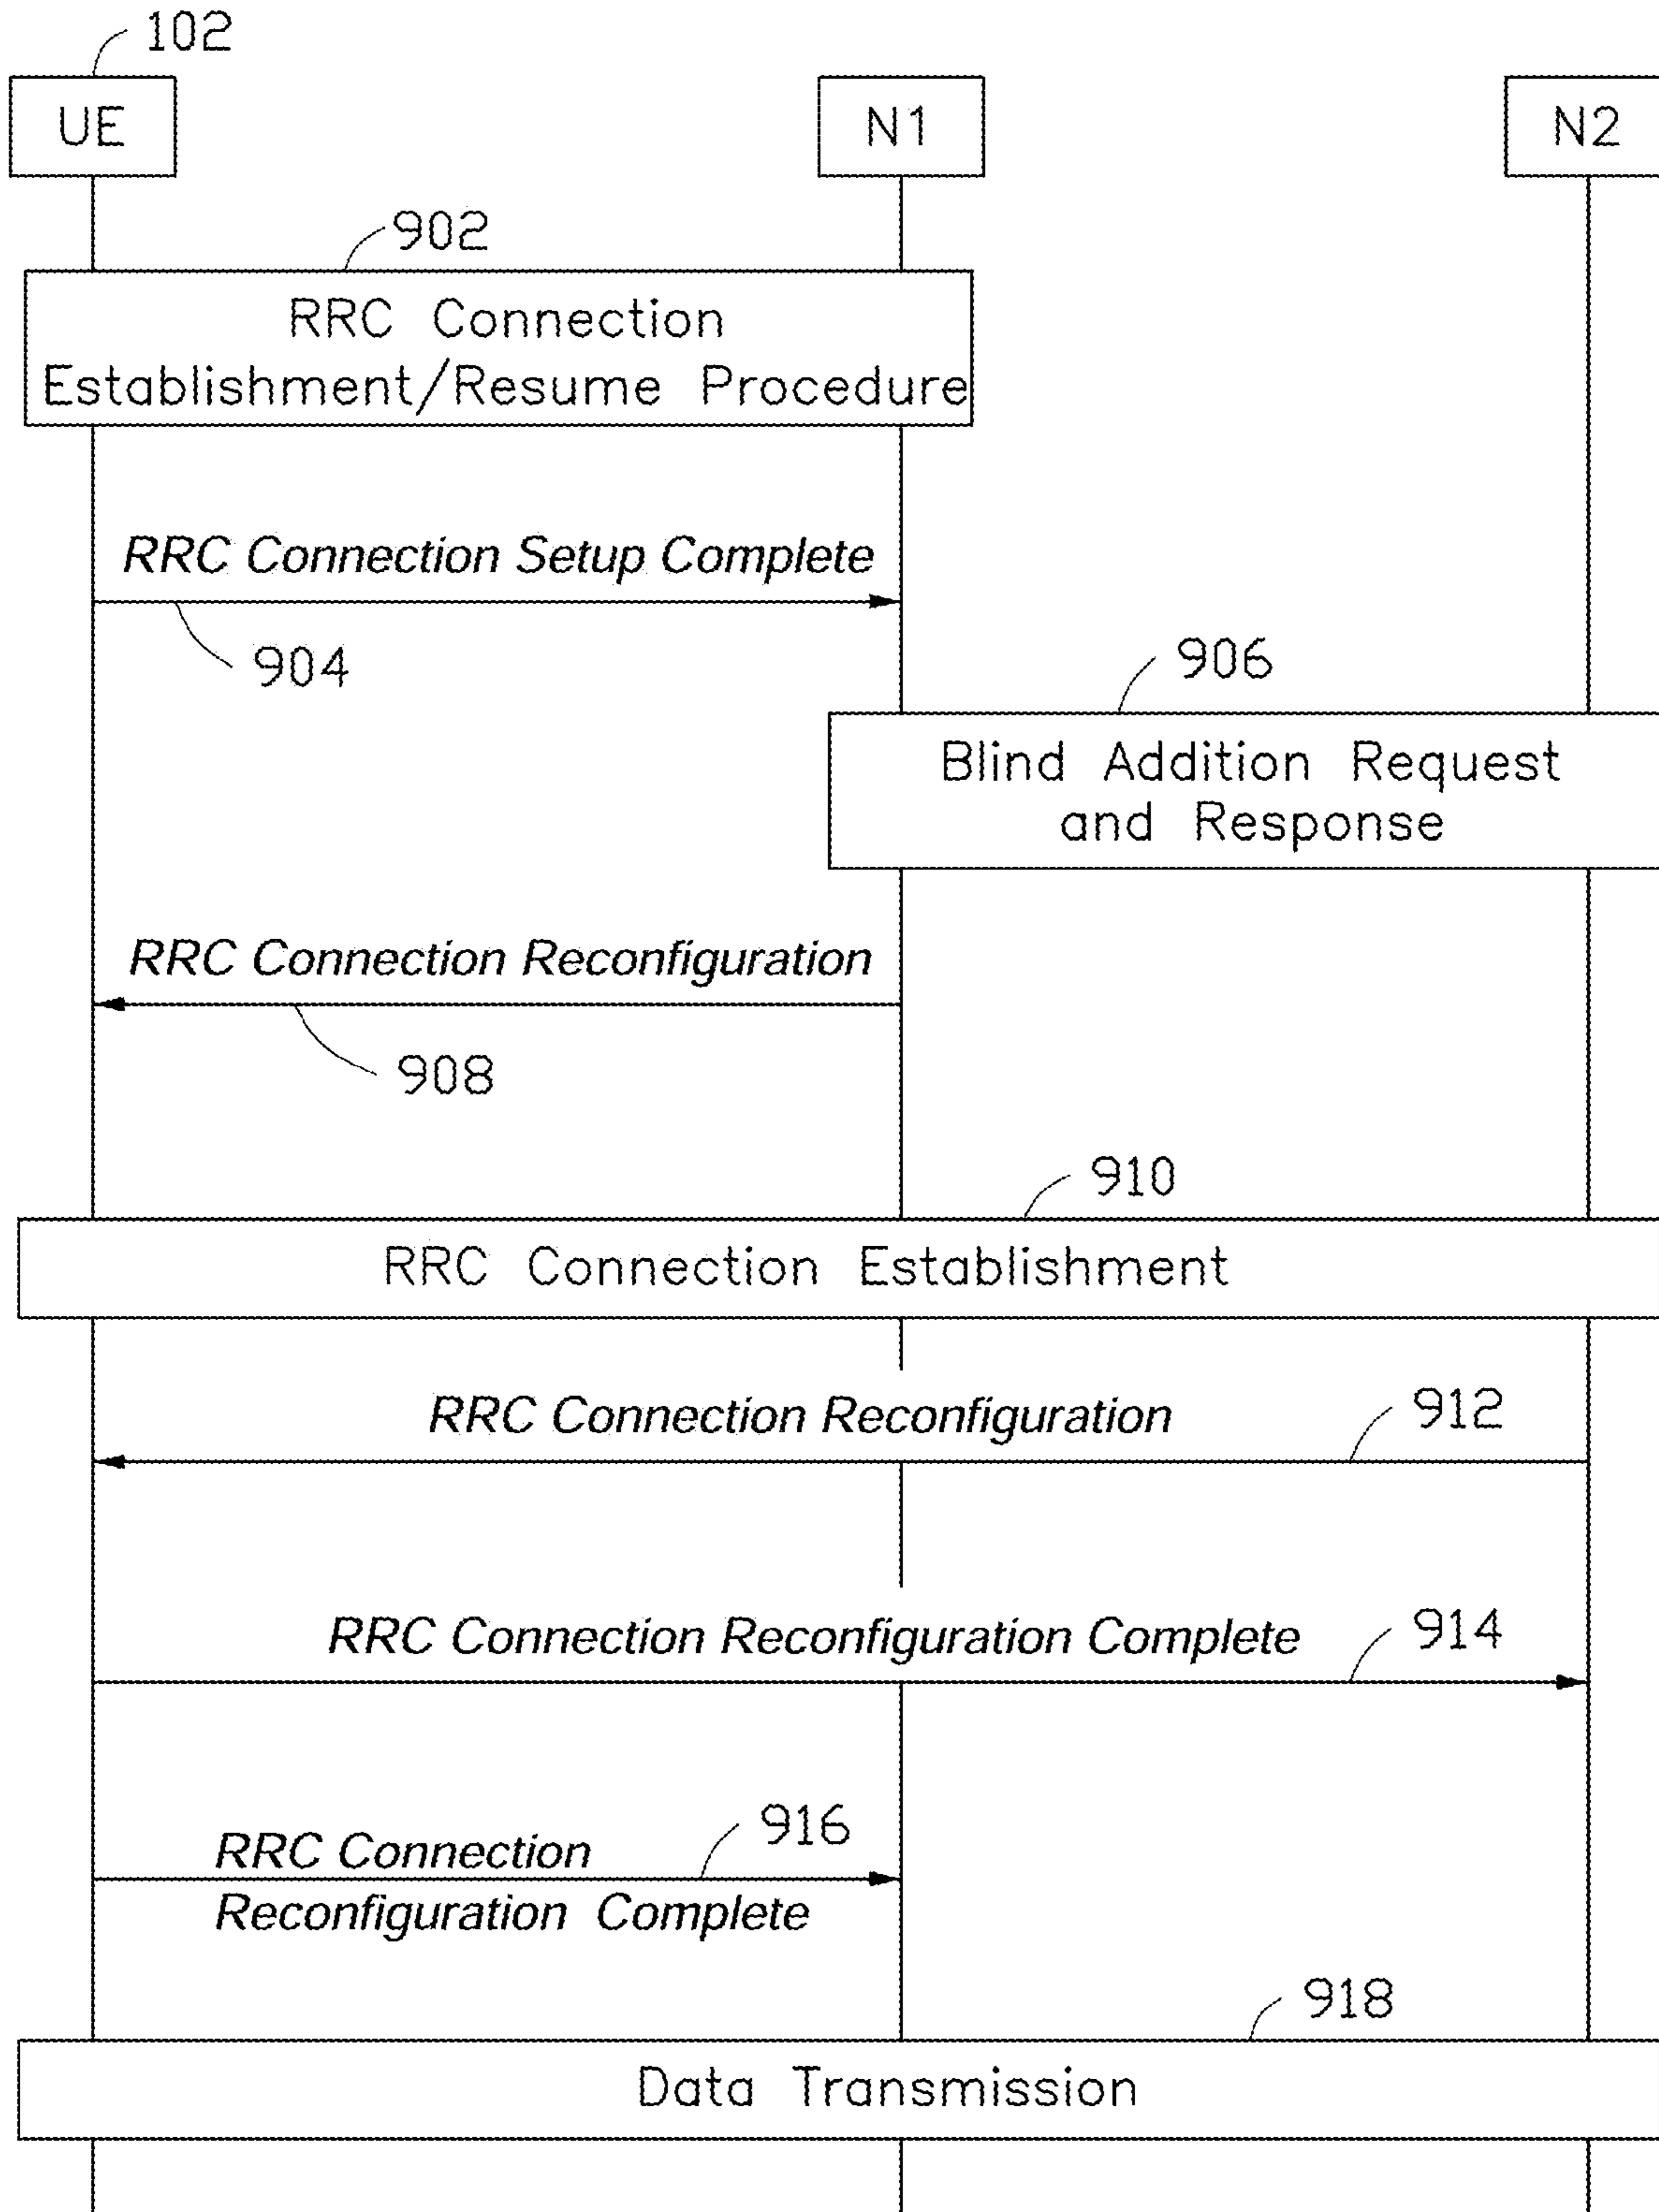 102
UE
N1
N2
902
RRC Connection
Establishment/Resume Procedure
RRC Connection Setup Complete
904
906
Blind Addition Request
and Response
RRC Connection Reconfiguration
908
910
RRC Connection Establishment
RRC Connection Reconfiguration
912
RRC Connection Reconfiguration Complete
914
916
RRC Connection
Reconfiguration Complete
918
Data Transmission